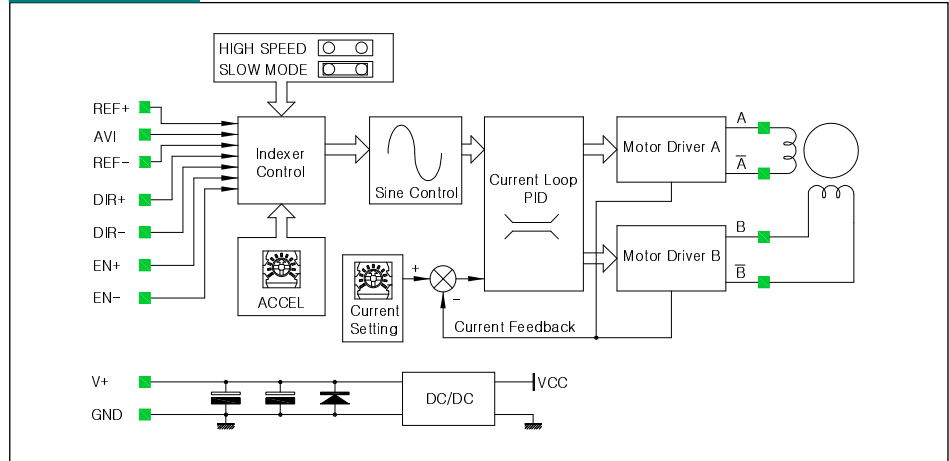 HIGH SPEED
SLOW MODE
REF+
AVI
REF-
DIR+
DIR-
EN+
EN-
Indexer
Control
ACCEL
Sine Control
Current Loop
PID
Current
Setting
+
−
Current Feedback
Motor Driver A
Motor Driver B
A
A̅
B
B̅
V+
GND
DC/DC
VCC